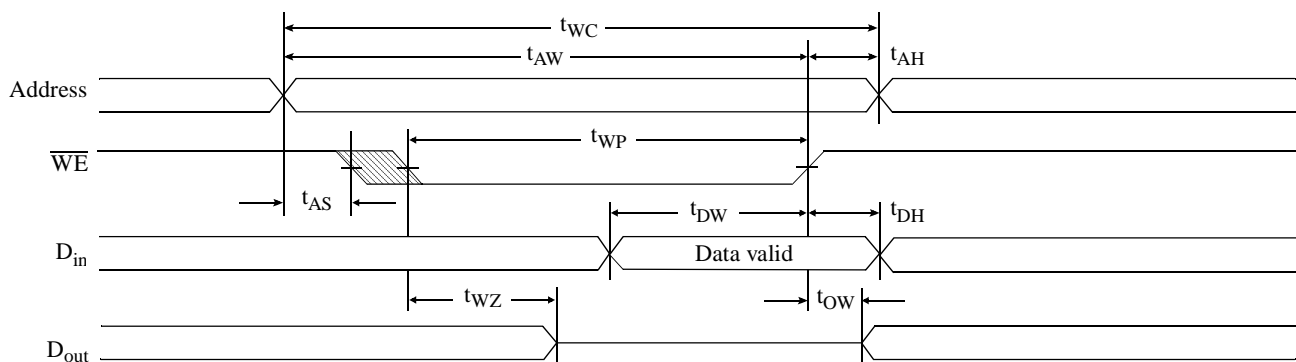 tWC
tAW
tAH
Address
tWP
WE
tAS
tDW
tDH
Din
Data valid
tWZ
tOW
Dout